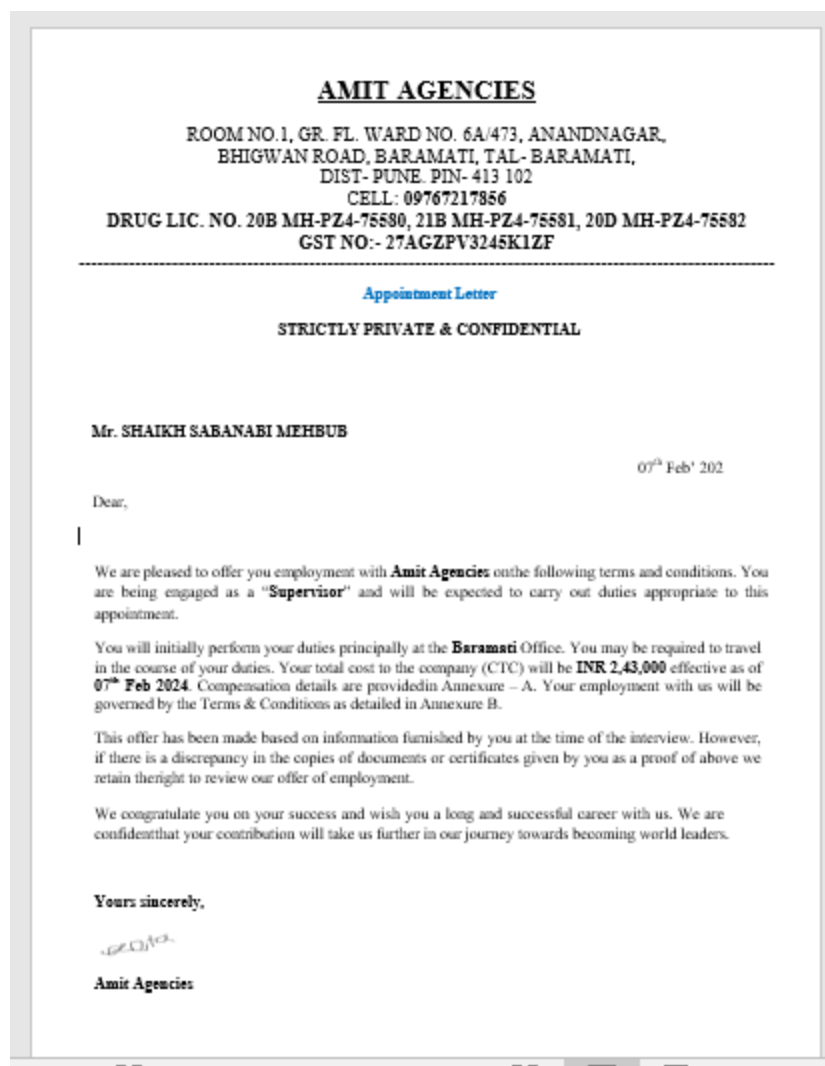 AMIT AGENCIES
ROOM NO.1, GR. FL. WARD NO. 6A/473, ANANDNAGAR,
BHIGWAN ROAD, BARAMATI, TAL- BARAMATI,
DIST- PUNE. PIN- 413 102
CELL: 09767217856
DRUG LIC. NO. 20B MH-PZ4-75580, 21B MH-PZ4-75581, 20D MH-PZ4-75582
GST NO:- 27AGZPV3245K1ZF
Appointment Letter
STRICTLY PRIVATE & CONFIDENTIAL
Mr. SHAIKH SABANABI MEHBUB
07th Feb' 202
Dear,
We are pleased to offer you employment with Amit Agencies onthe following terms and conditions. You
are being engaged as a "Supervisor" and will be expected to carry out duties appropriate to this
appointment.
You will initially perform your duties principally at the Baramati Office. You may be required to travel
in the course of your duties. Your total cost to the company (CTC) will be INR 2,43,000 effective as of
07th Feb 2024. Compensation details are providedin Annexure – A. Your employment with us will be
governed by the Terms & Conditions as detailed in Annexure B.
This offer has been made based on information furnished by you at the time of the interview. However,
if there is a discrepancy in the copies of documents or certificates given by you as a proof of above we
retain theright to review our offer of employment.
We congratulate you on your success and wish you a long and successful career with us. We are
confidentthat your contribution will take us further in our journey towards becoming world leaders.
Yours sincerely,
Amit Agencies